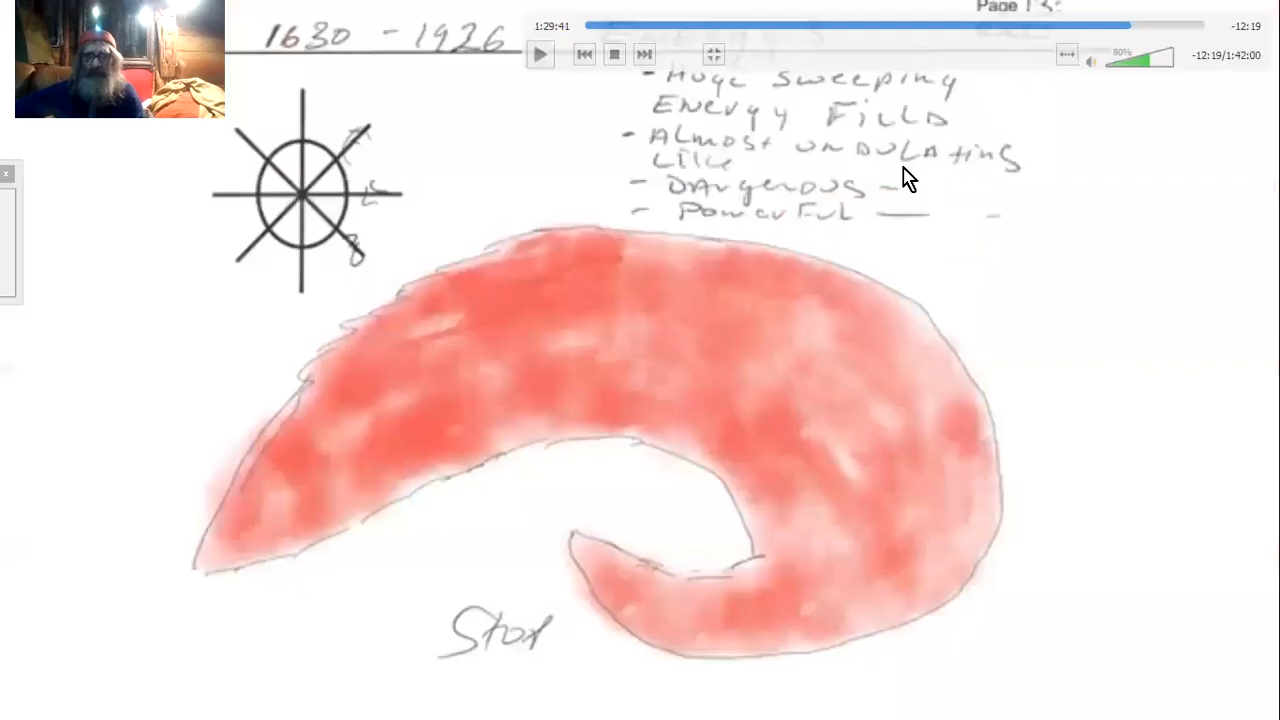 Page 13.
1:29:41
-12:19
1630 - 1926
80%
-12:19/1:42:00
- Huge sweeping
Energy Field
- Almost undulating
Like
- Dangerous -
- Powerful —
A
C
B
Stop